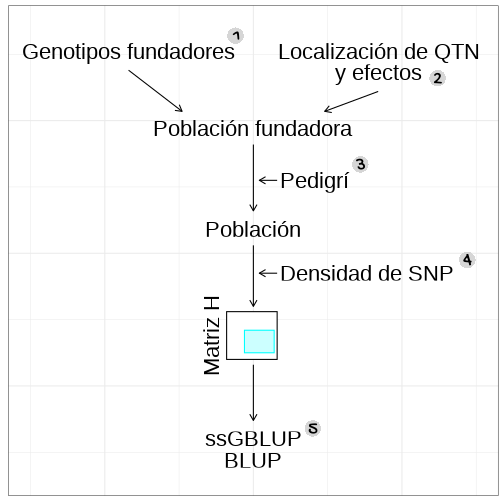 Genotipos fundadores 1
Localización de QTN
y efectos 2
Población fundadora
Pedigrí 3
Población
Densidad de SNP 4
Matriz H
ssGBLUP 5
BLUP